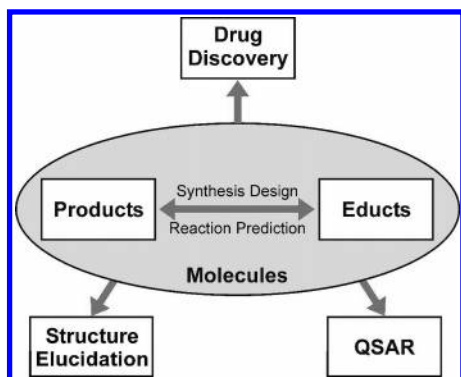 Drug
Discovery
Synthesis Design
Products
Educts
Reaction Prediction
Molecules
Structure
Elucidation
QSAR